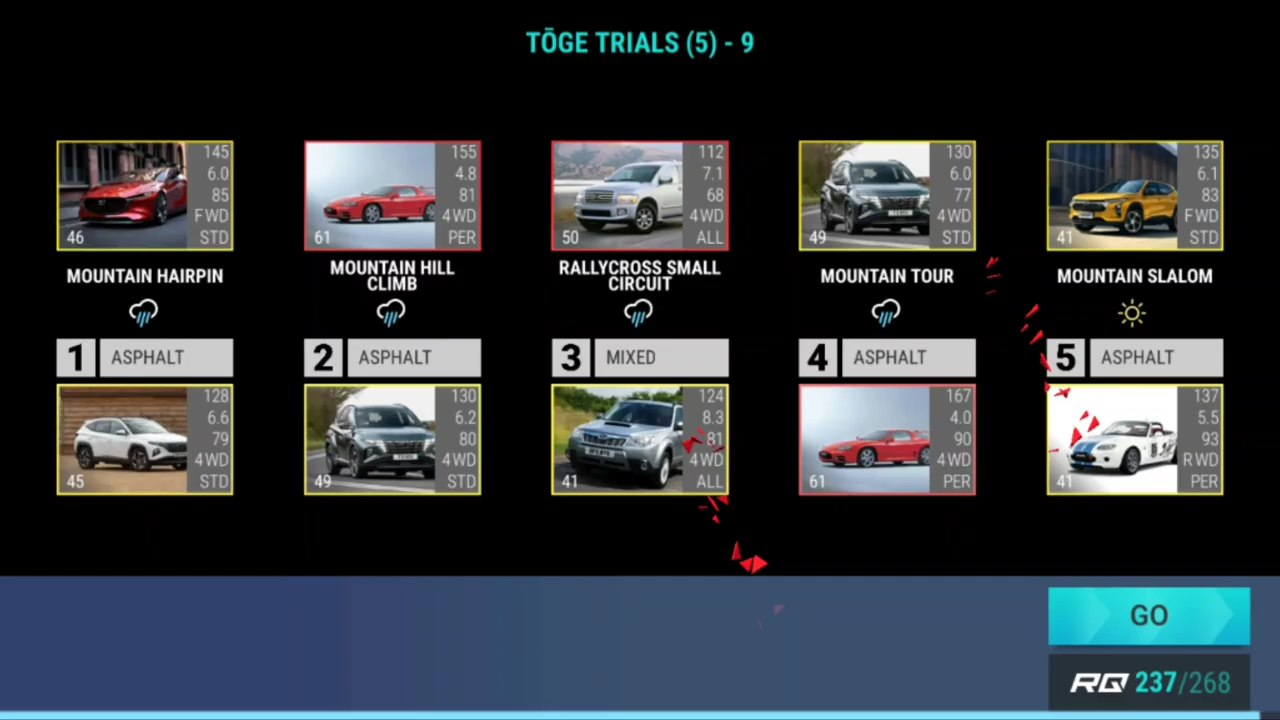 TŌGE TRIALS (5) - 9
145
6.0
85
FWD
STD
46
155
4.8
81
4WD
PER
61
112
7.1
68
4WD
ALL
50
130
6.0
77
4WD
STD
49
135
6.1
83
FWD
STD
41
MOUNTAIN HAIRPIN
MOUNTAIN HILL
CLIMB
RALLYCROSS SMALL
CIRCUIT
MOUNTAIN TOUR
MOUNTAIN SLALOM
1 ASPHALT
2 ASPHALT
3 MIXED
4 ASPHALT
5 ASPHALT
128
6.6
79
4WD
STD
45
130
6.2
80
4WD
STD
49
124
8.3
81
4WD
ALL
41
167
4.0
90
4WD
PER
61
137
5.5
93
RWD
PER
41
GO
RQ 237/268